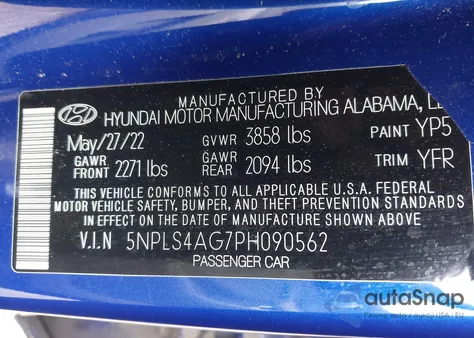 MANUFACTURED BY
HYUNDAI MOTOR MANUFACTURING ALABAMA,
May/27/22 GVWR 3858 lbs PAINT YP5
GAWR FRONT 2271 lbs GAWR REAR 2094 lbs TRIM YFR
THIS VEHICLE CONFORMS TO ALL APPLICABLE U.S.A. FEDERAL
MOTOR VEHICLE SAFETY, BUMPER, AND THEFT PREVENTION STANDARDS
IN EFFECT ON THE DATE OF MANUFACTURE SHOWN ABOVE.
V.I.N 5NPLS4AG7PH090562
PASSENGER CAR
autoSnap